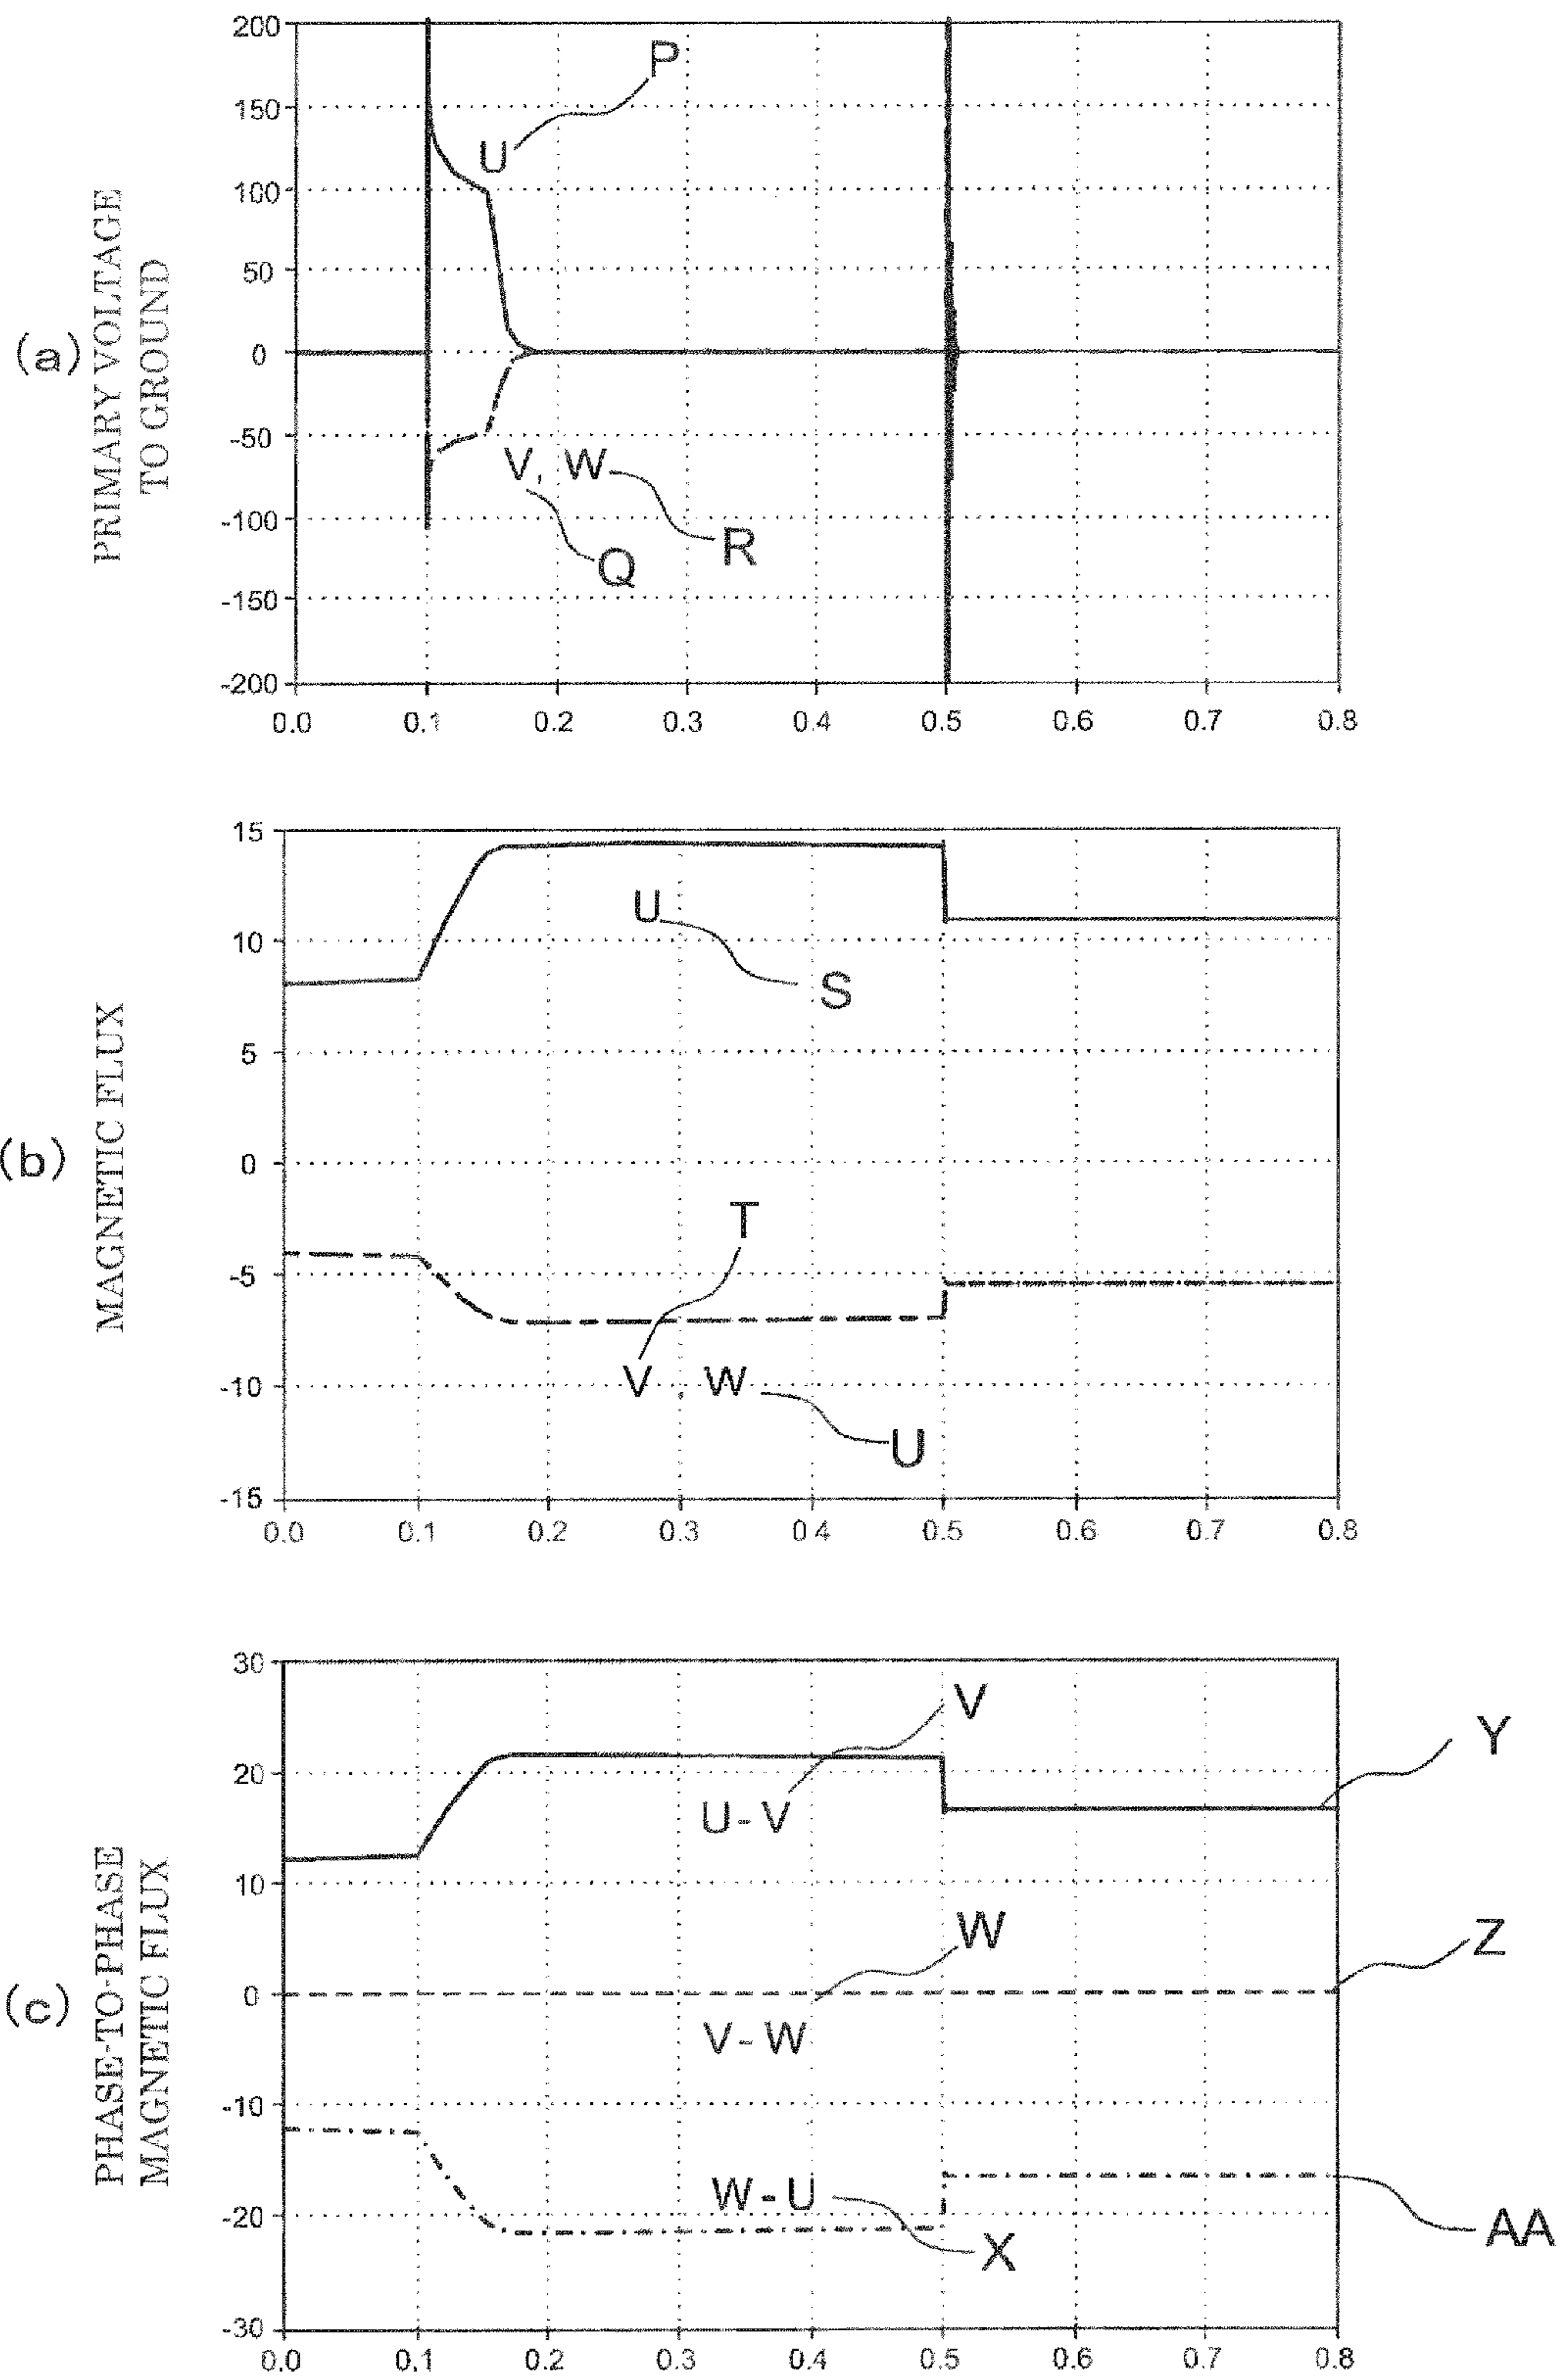 (a)
PRIMARY VOLTAGE
TO GROUND
200
150
100
50
0
-50
-100
-150
-200
P
U
V, W
R
Q
0.0 0.1 0.2 0.3 0.4 0.5 0.6 0.7 0.8
(b)
MAGNETIC FLUX
15
10
5
0
-5
-10
-15
U
S
T
V , W
U
0.0 0.1 0.2 0.3 0.4 0.5 0.6 0.7 0.8
(c)
PHASE-TO-PHASE
MAGNETIC FLUX
30
20
10
0
-10
-20
-30
V
Y
U-V
W
Z
V-W
W-U
X
AA
0.0 0.1 0.2 0.3 0.4 0.5 0.6 0.7 0.8